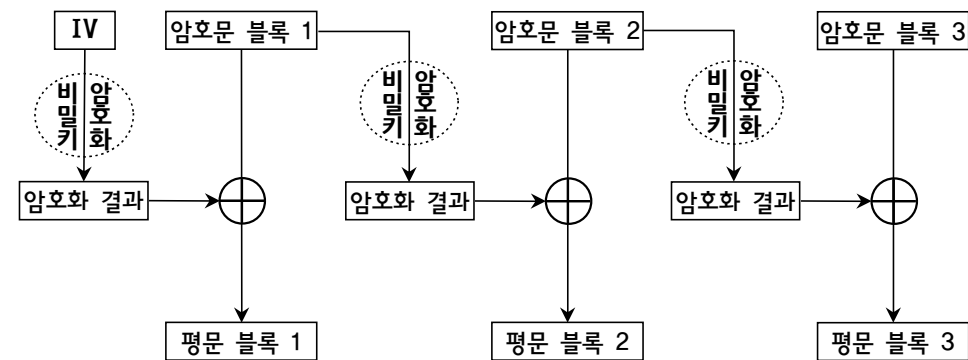 IV
암호문 블록 1
암호문 블록 2
암호문 블록 3
비밀키
암호화
비밀키
암호화
비밀키
암호화
암호화 결과
암호화 결과
암호화 결과
평문 블록 1
평문 블록 2
평문 블록 3